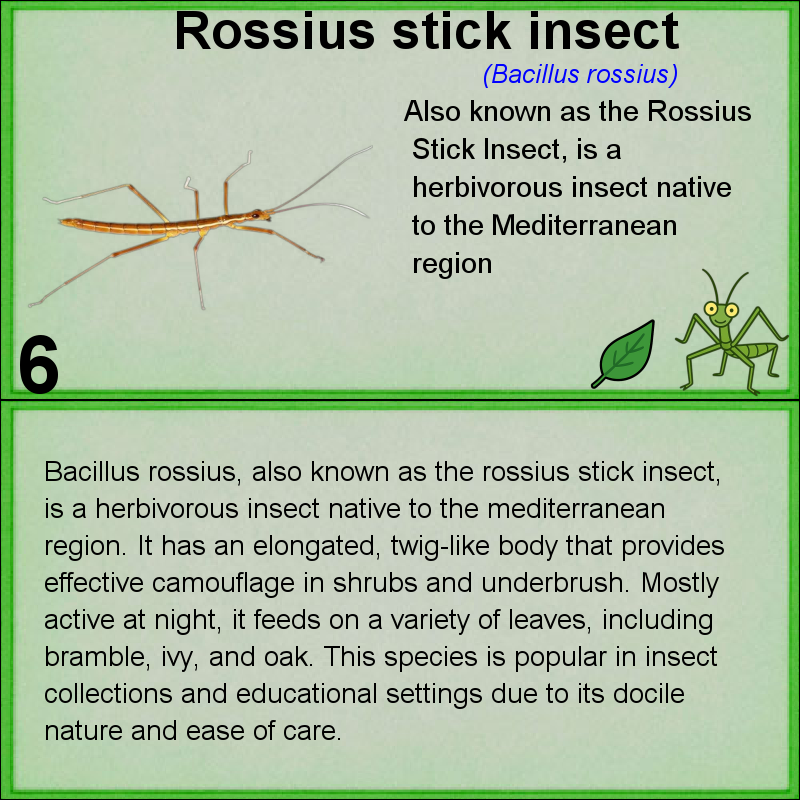 Rossius stick insect
(Bacillus rossius)
Also known as the Rossius
Stick Insect, is a
herbivorous insect native
to the Mediterranean
region
6
Bacillus rossius, also known as the rossius stick insect,
is a herbivorous insect native to the mediterranean
region. It has an elongated, twig-like body that provides
effective camouflage in shrubs and underbrush. Mostly
active at night, it feeds on a variety of leaves, including
bramble, ivy, and oak. This species is popular in insect
collections and educational settings due to its docile
nature and ease of care.